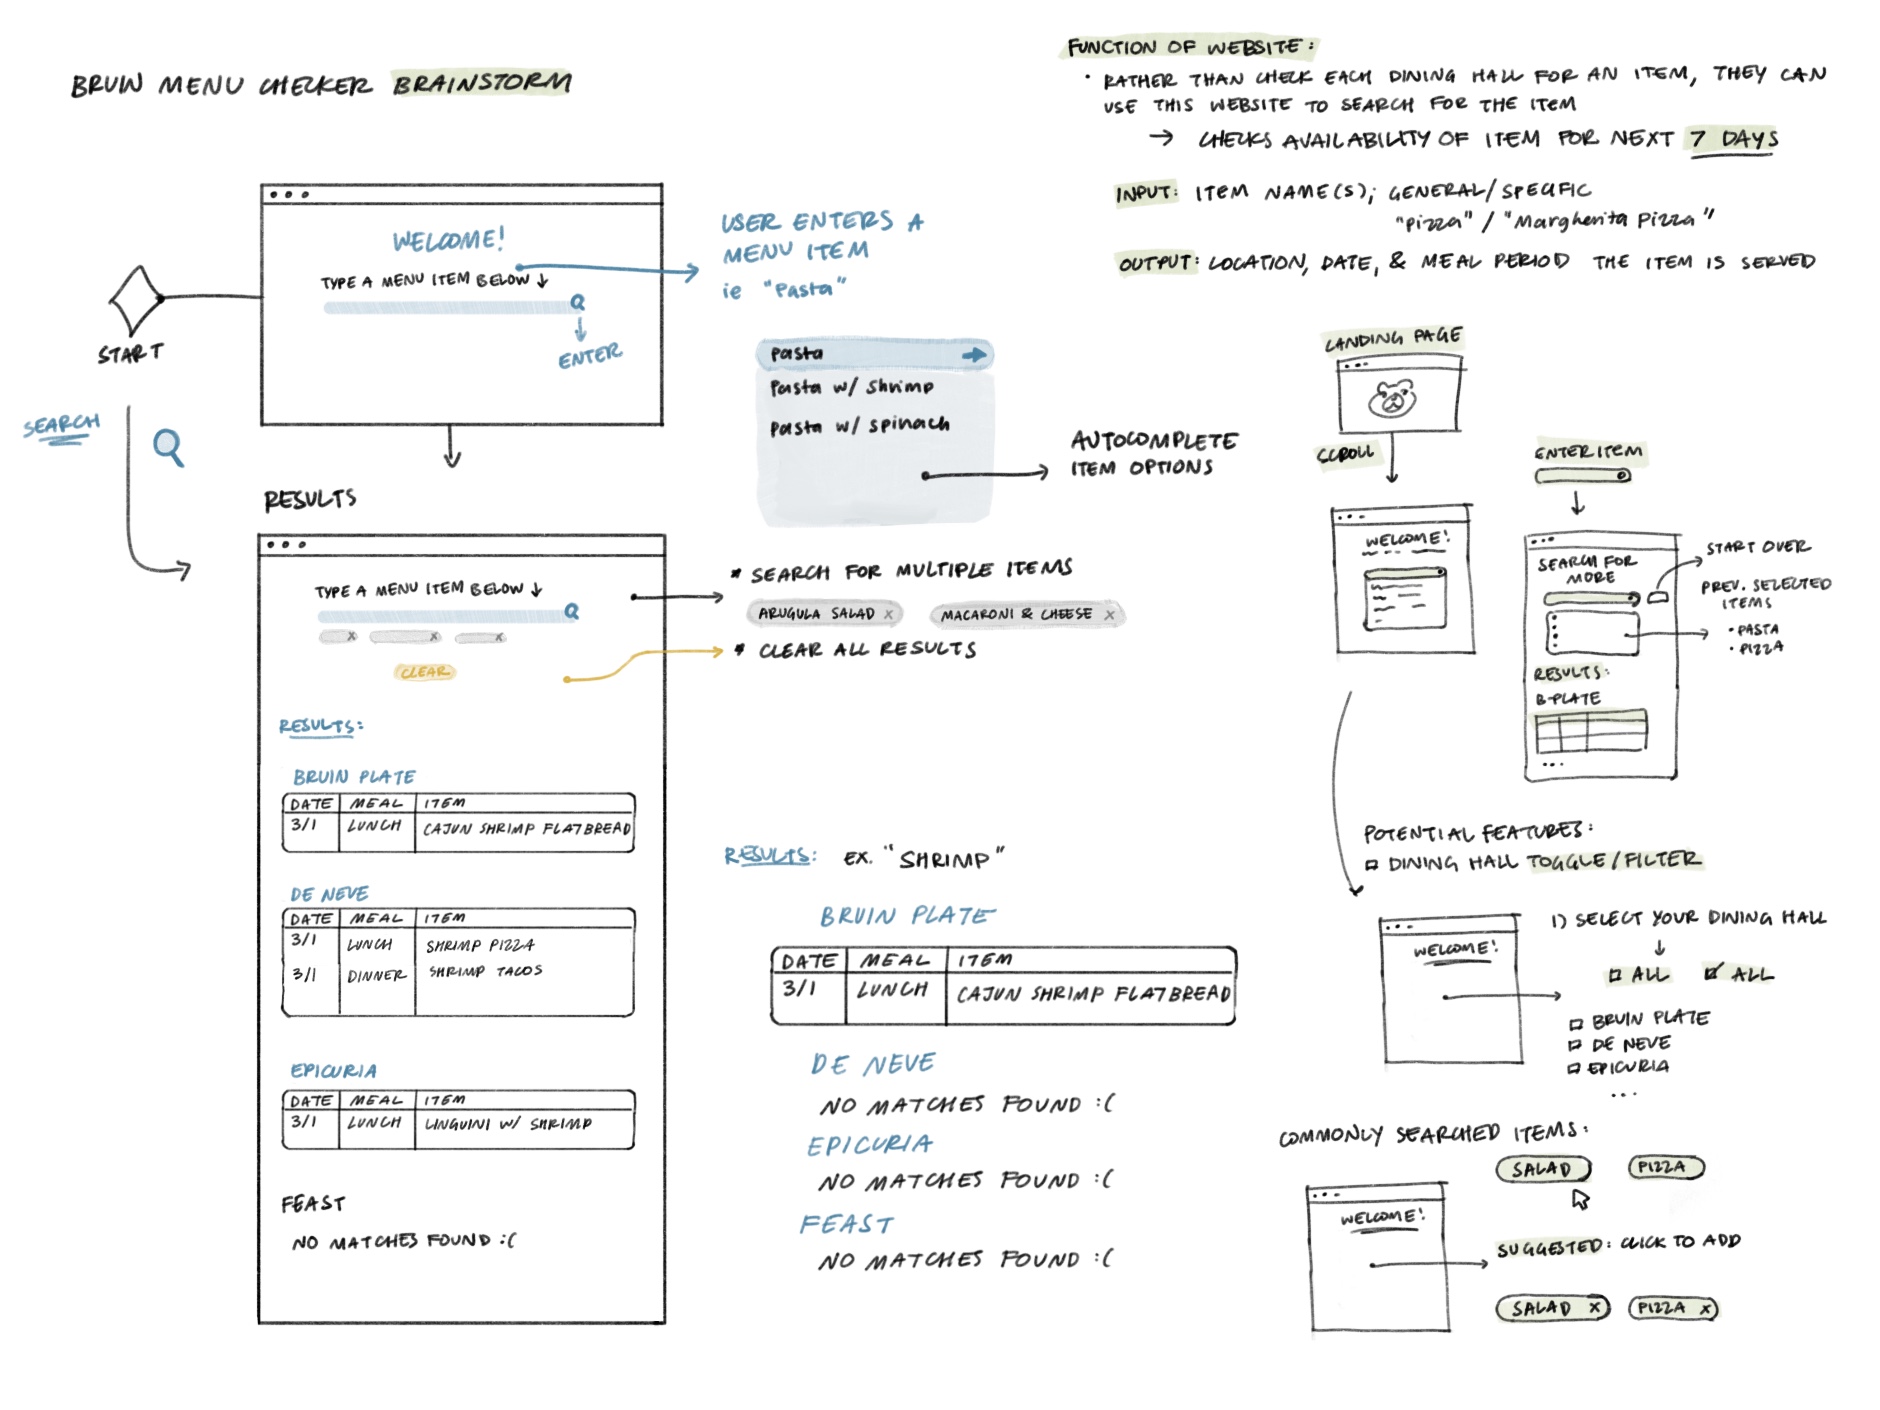 BRUIN MENU CHECKER BRAINSTORM
FUNCTION OF WEBSITE:
• RATHER THAN CHECK EACH DINING HALL FOR AN ITEM, THEY CAN
USE THIS WEBSITE TO SEARCH FOR THE ITEM
→ CHECKS AVAILABILITY OF ITEM FOR NEXT 7 DAYS
INPUT: ITEM NAME(S); GENERAL/SPECIFIC
"Pizza" / "Margherita Pizza"
OUTPUT: LOCATION, DATE, & MEAL PERIOD THE ITEM IS SERVED
START
SEARCH
WELCOME!
TYPE A MENU ITEM BELOW ↓
ENTER
USER ENTERS A
MENU ITEM
ie "Pasta"
Pasta
Pasta w/ shrimp
Pasta w/ spinach
AUTOCOMPLETE
ITEM OPTIONS
RESULTS
TYPE A MENU ITEM BELOW ↓
x
x
x
CLEAR
* SEARCH FOR MULTIPLE ITEMS
ARUGULA SALAD x
MACARONI & CHEESE x
* CLEAR ALL RESULTS
RESULTS:
BRUIN PLATE
DATE MEAL ITEM
3/1 LUNCH CAJUN SHRIMP FLATBREAD
DE NEVE
DATE MEAL ITEM
3/1 LUNCH SHRIMP PIZZA
3/1 DINNER SHRIMP TACOS
EPICURIA
DATE MEAL ITEM
3/1 LUNCH LINGUINI W/ SHRIMP
FEAST
NO MATCHES FOUND :(
RESULTS: EX. "SHRIMP"
BRUIN PLATE
DATE MEAL ITEM
3/1 LUNCH CAJUN SHRIMP FLATBREAD
DE NEVE
NO MATCHES FOUND :(
EPICURIA
NO MATCHES FOUND :(
FEAST
NO MATCHES FOUND :(
LANDING PAGE
SCROLL
WELCOME!
ENTER ITEM
SEARCH FOR
MORE
START OVER
PREV. SELECTED
ITEMS
• PASTA
• PIZZA
RESULTS:
B-PLATE
...
POTENTIAL FEATURES:
DINING HALL TOGGLE/FILTER
WELCOME!
1) SELECT YOUR DINING HALL
↓
ALL
ALL
BRUIN PLATE
DE NEVE
EPICURIA
...
COMMONLY SEARCHED ITEMS:
SALAD
PIZZA
WELCOME!
SUGGESTED: CLICK TO ADD
SALAD x
PIZZA x